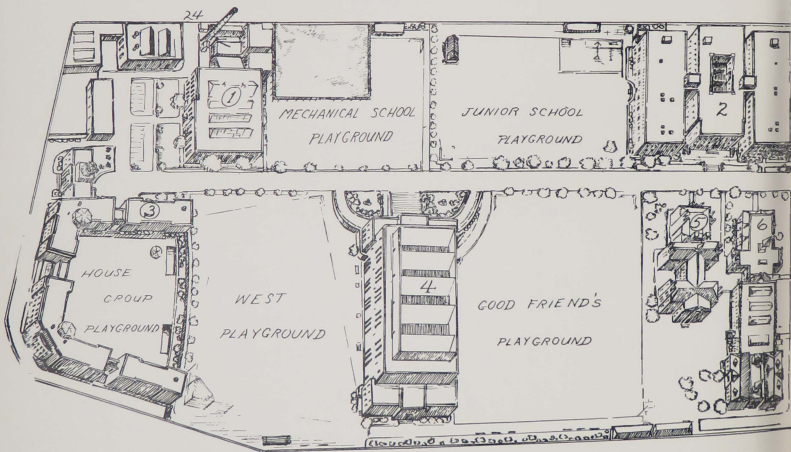 24
1
MECHANICAL SCHOOL
PLAYGROUND
JUNIOR SCHOOL
PLAYGROUND
2
3
HOUSE
GROUP
PLAYGROUND
WEST
PLAYGROUND
4
GOOD FRIEND'S
PLAYGROUND
5
6